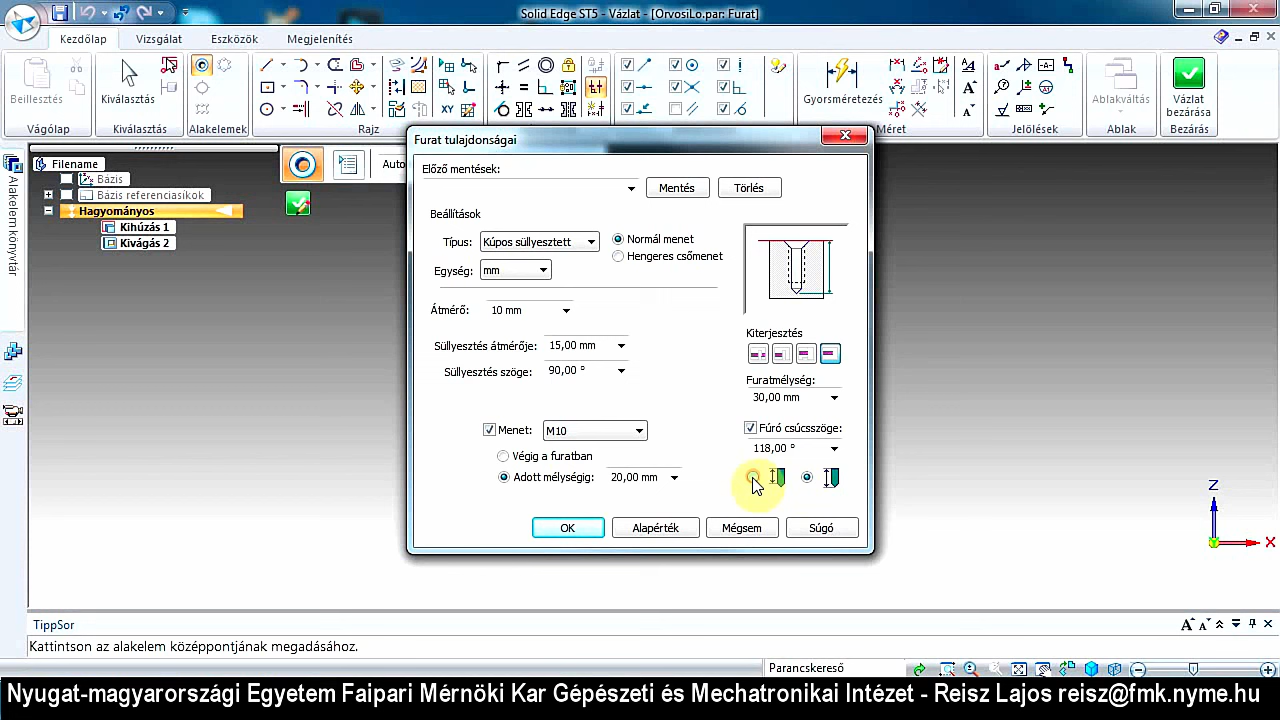 Solid Edge ST5 - Vázlat - [OrvosiLo.par: Furat]
Kezdőlap
Vizsgálat
Eszközök
Megjelenítés
Beillesztés
Kiválasztás
XY
Gyorsméretezés
Ablakváltás
Vázlat
bezárása
Vágólap
Kiválasztás
Alakelemek
Rajz
Méret
Jelölések
Ablak
Bezárás
Alakelem könyvtár
Filename
Bázis
Bázis referenciasíkok
Hagyományos
Kihúzás 1
Kivágás 2
Auto
Furat tulajdonságai
Előző mentések:
Mentés
Törlés
Beállítások
Típus:
Kúpos süllyesztett
Normál menet
Hengeres csőmenet
Egység:
mm
Átmérő:
10 mm
Kiterjesztés
Süllyesztés átmérője:
15,00 mm
Süllyesztés szöge:
90,00 °
Furatmélység:
30,00 mm
Menet:
M10
Fúró csúcsszöge:
118,00 °
Végig a furatban
Adott mélységig:
20,00 mm
OK
Alapérték
Mégsem
Súgó
Z
X
TippSor
Kattintson az alakelem középpontjának megadásához.
Parancskereső
Nyugat-magyarországi Egyetem Faipari Mérnöki Kar Gépészeti és Mechatronikai Intézet - Reisz Lajos reisz@fmk.nyme.hu